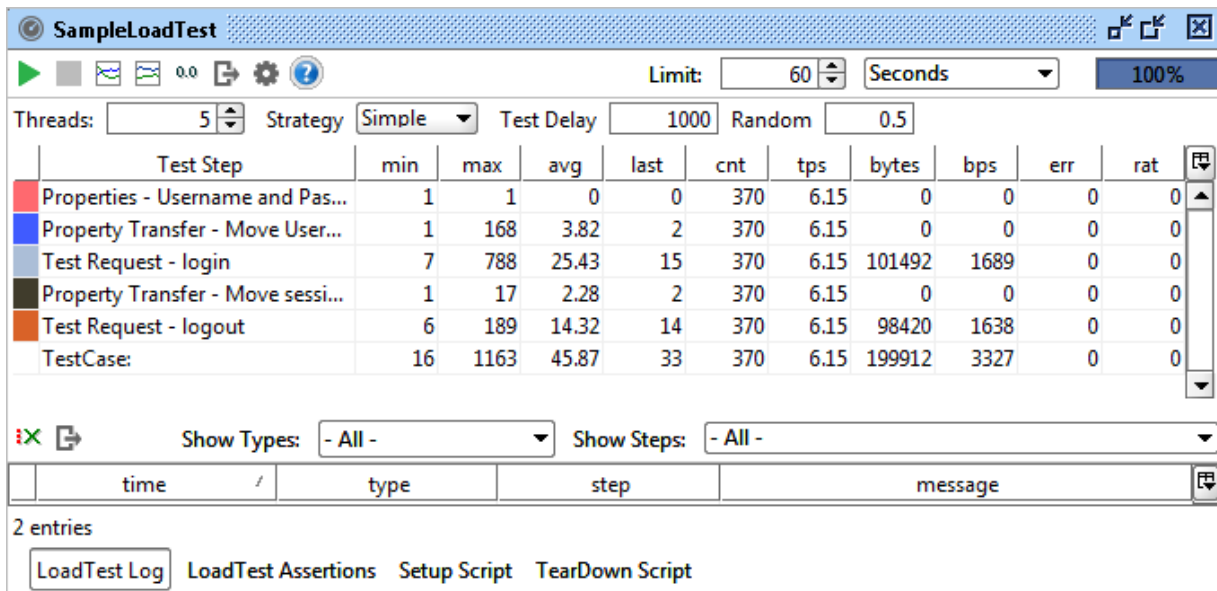 SampleLoadTest
0.0 Limit: 60 Seconds 100%
Threads: 5 Strategy Simple Test Delay 1000 Random 0.5
Test Step min max avg last cnt tps bytes bps err rat
Properties - Username and Pas... 1 1 0 0 370 6.15 0 0 0 0
Property Transfer - Move User... 1 168 3.82 2 370 6.15 0 0 0 0
Test Request - login 7 788 25.43 15 370 6.15 101492 1689 0 0
Property Transfer - Move sessi... 1 17 2.28 2 370 6.15 0 0 0 0
Test Request - logout 6 189 14.32 14 370 6.15 98420 1638 0 0
TestCase: 16 1163 45.87 33 370 6.15 199912 3327 0 0
Show Types: - All - Show Steps: - All -
time type step message
2 entries
LoadTest Log LoadTest Assertions Setup Script TearDown Script